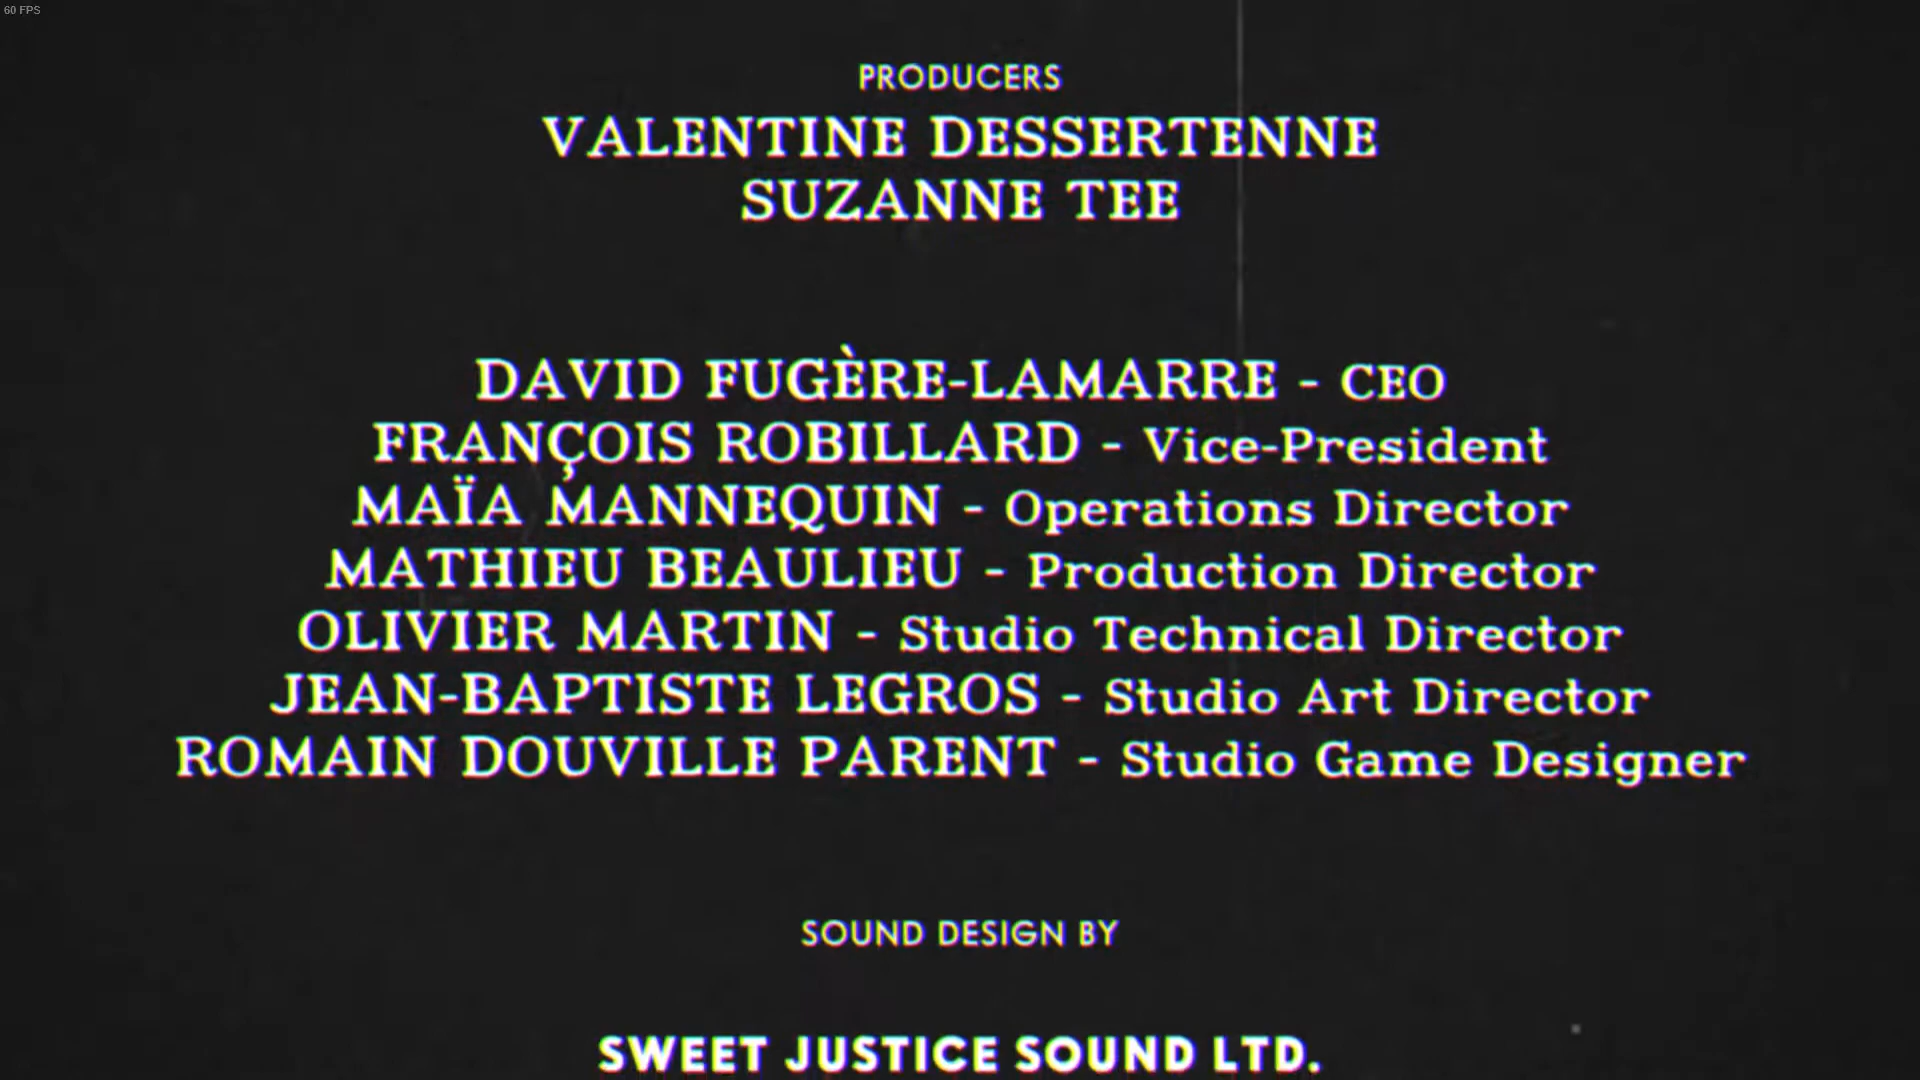 60 FPS
PRODUCERS
VALENTINE DESSERTENNE
SUZANNE TEE
DAVID FUGÈRE-LAMARRE - CEO
FRANÇOIS ROBILLARD - Vice-President
MAÏA MANNEQUIN - Operations Director
MATHIEU BEAULIEU - Production Director
OLIVIER MARTIN - Studio Technical Director
JEAN-BAPTISTE LEGROS - Studio Art Director
ROMAIN DOUVILLE PARENT - Studio Game Designer
SOUND DESIGN BY
SWEET JUSTICE SOUND LTD.